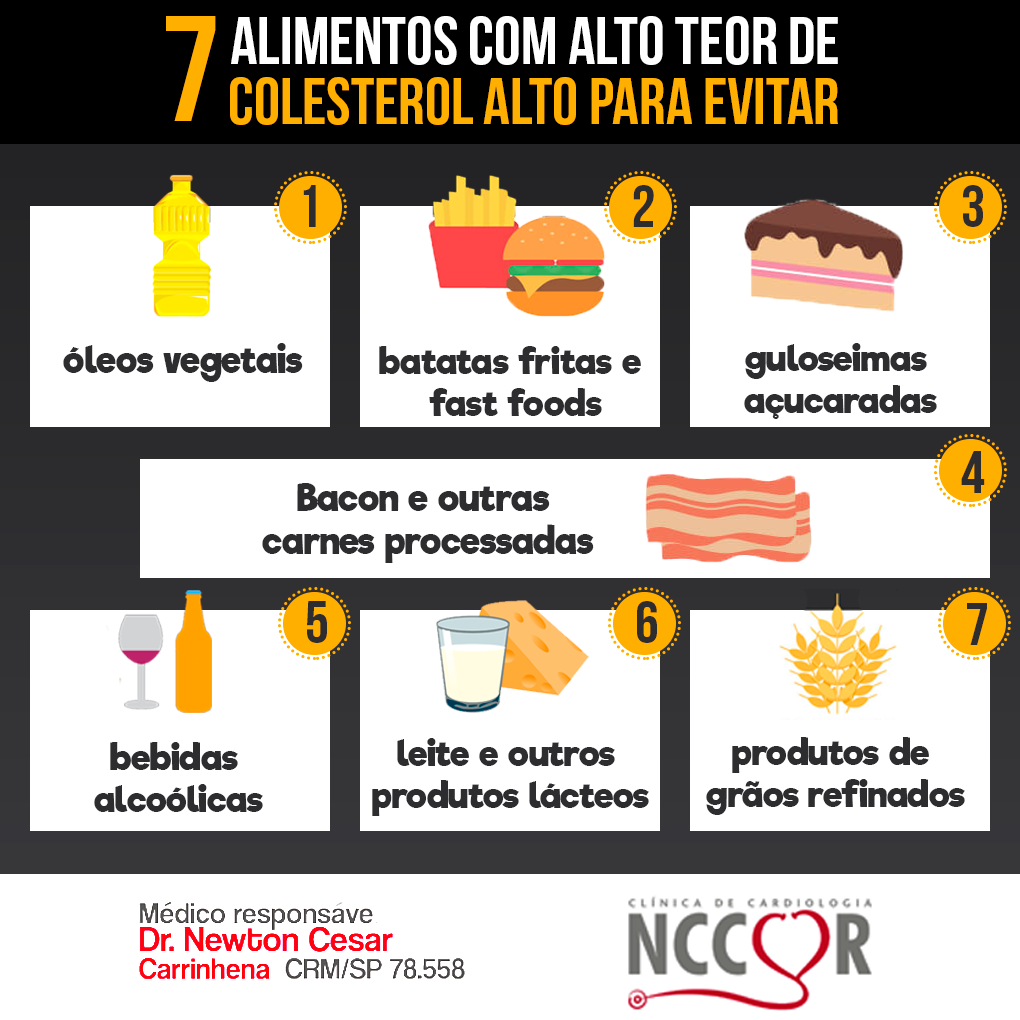 7 ALIMENTOS COM ALTO TEOR DE
COLESTEROL ALTO PARA EVITAR
1
óleos vegetais
2
batatas fritas e
fast foods
3
guloseimas
açucaradas
4
Bacon e outras
carnes processadas
5
bebidas
alcoólicas
6
leite e outros
produtos lácteos
7
produtos de
grãos refinados
Médico responsáve
Dr. Newton Cesar
Carrinhena CRM/SP 78.558
CLÍNICA DE CARDIOLOGIA
NCCOR